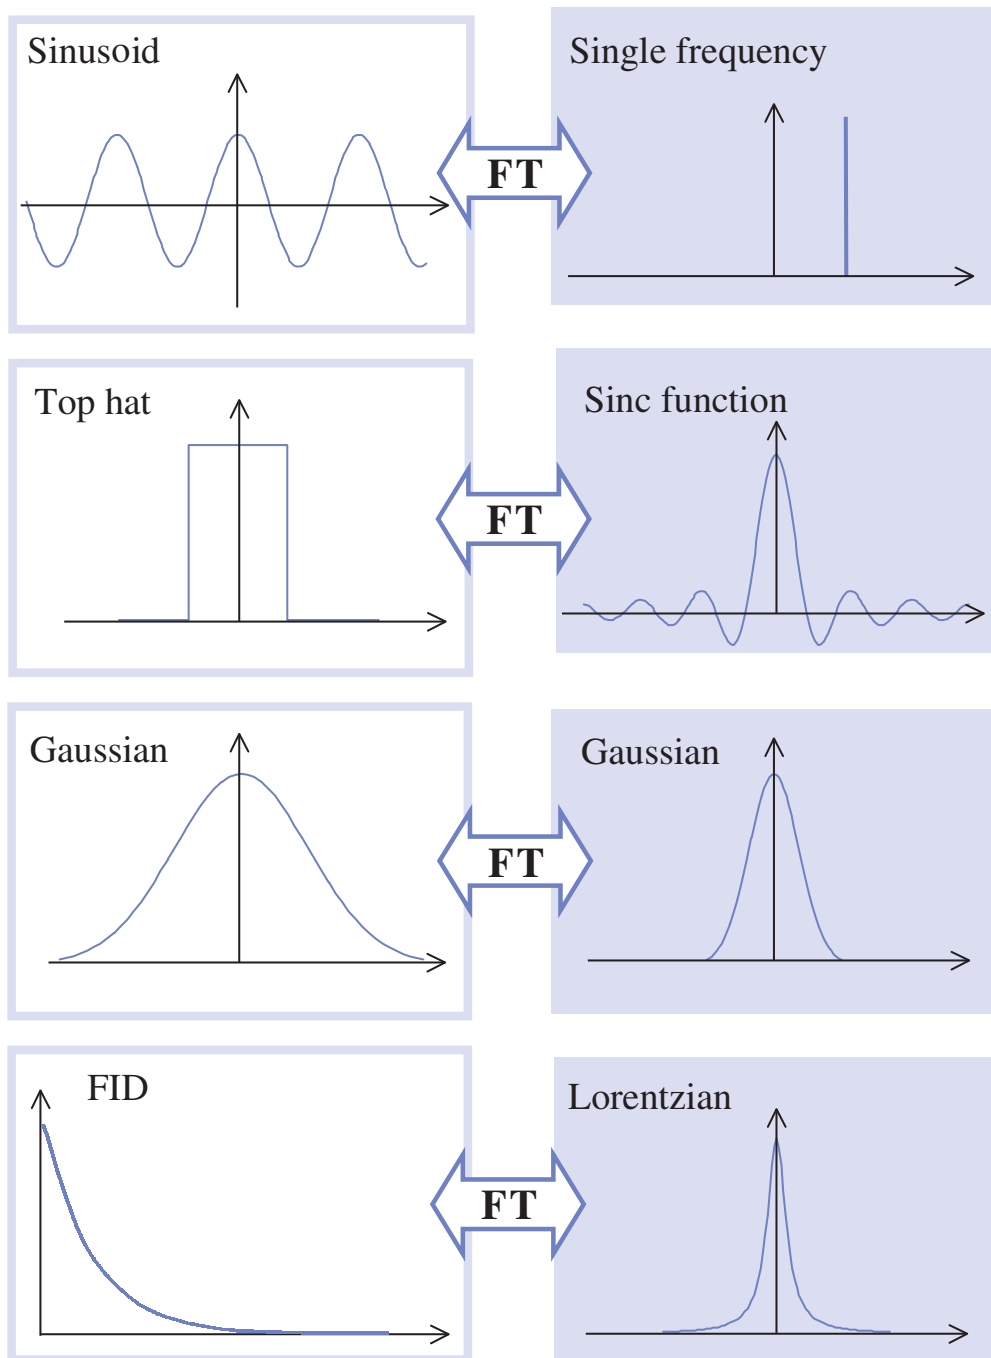 Sinusoid
FT
Single frequency
Top hat
FT
Sinc function
Gaussian
FT
Gaussian
FID
FT
Lorentzian